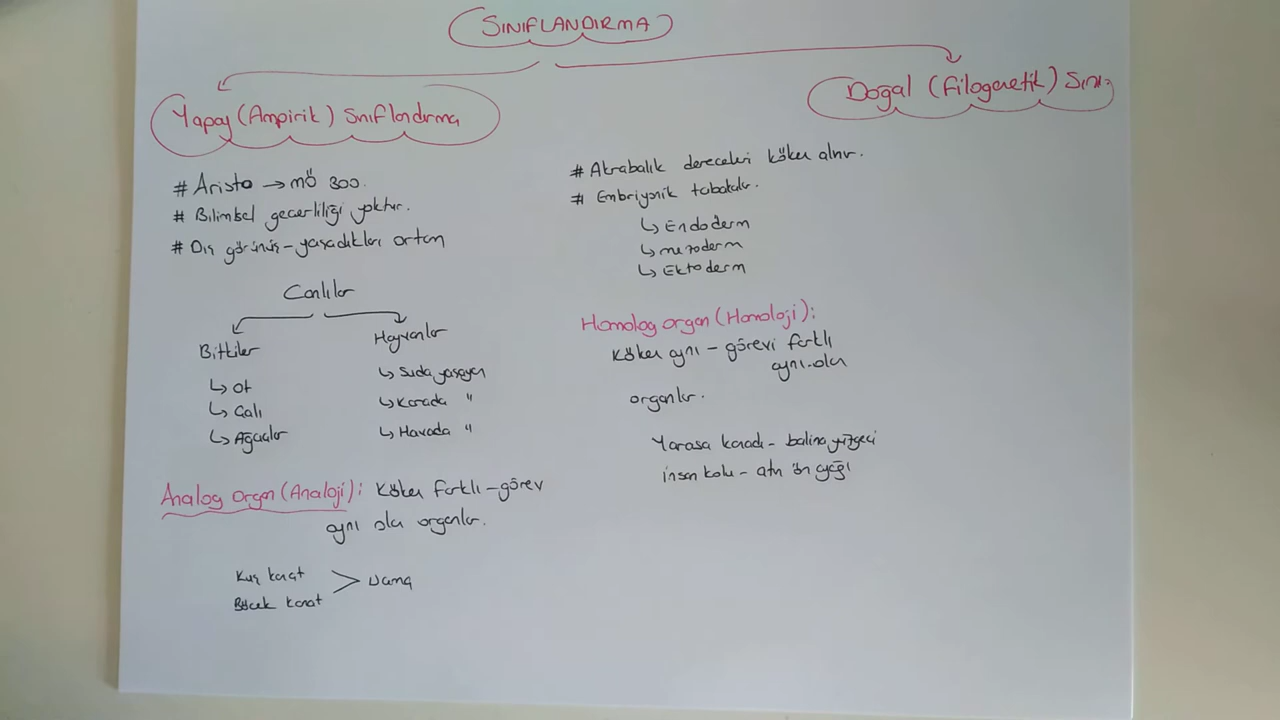 SINIFLANDIRMA
Yapay (Ampirik) Sınıflandırma
# Aristo → MÖ 300.
# Bilimsel geçerliliği yoktur.
# Dış görünüş - yaşadıkları ortam
Canlılar
Bitkiler
↳ ot
↳ Çalı
↳ Ağaçlar
Hayvanlar
↳ Suda yaşayan
↳ Karada "
↳ Havada "
Analog Organ (Analoji): Köken farklı - görev
aynı olan organlar.
Kuş kanat
Böcek kanat
> Uçma
Doğal (Filogenetik) Sını
# Akrabalık dereceleri köken alınır.
# Embriyonik tabakalar.
↳ Endoderm
↳ mezoderm
↳ Ektoderm
Homolog organ (Homoloji):
Köken aynı - görevi farklı
aynı olan
organlar.
Yarasa kanadı - balina yüzgeci
insan kolu - atın ön ayağı